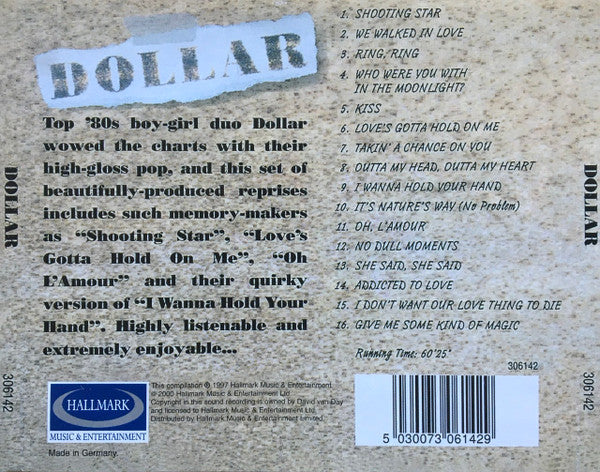 DOLLAR
Top '80s boy-girl duo Dollar
wowed the charts with their
high-gloss pop, and this set of
beautifully-produced reprises
includes such memory-makers
as “Shooting Star”, “Love's
Gotta Hold On Me”, “Oh
L'Amour” and their quirky
version of “I Wanna Hold Your
Hand”. Highly listenable and
extremely enjoyable...
1. SHOOTING STAR
2. WE WALKED IN LOVE
3. RING, RING
4. WHO WERE YOU WITH
IN THE MOONLIGHT?
5. KISS
6. LOVE'S GOTTA HOLD ON ME
7. TAKIN' A CHANCE ON YOU
8. OUTTA MY HEAD, OUTTA MY HEART
9. I WANNA HOLD YOUR HAND
10. IT'S NATURE'S WAY (No Problem)
11. OH, L'AMOUR
12. NO DULL MOMENTS
13. SHE SAID, SHE SAID
14. ADDICTED TO LOVE
15. I DON'T WANT OUR LOVE THING TO DIE
16. GIVE ME SOME KIND OF MAGIC
Running Time: 60'25"
306142
DOLLAR
306142
DOLLAR
306142
HALLMARK
MUSIC & ENTERTAINMENT
Made in Germany.
This compilation ℗ 1997 Hallmark Music & Entertainment
© 2000 Hallmark Music & Entertainment Ltd.
Copyright in this sound recording is owned by David van Day
and licensed to Hallmark Music & Entertainment Ltd.
Distributed by Hallmark Music & Entertainment Limited.
5 030073 061429